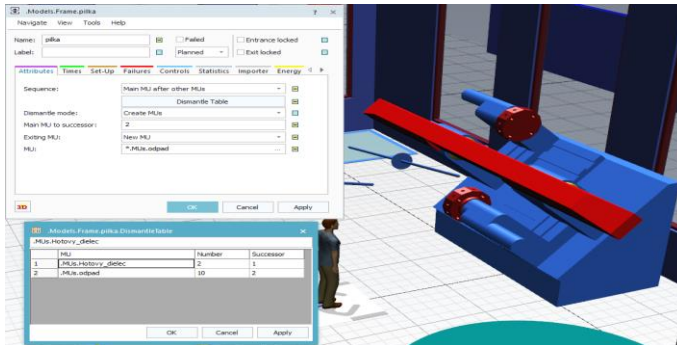 .Models.Frame.pilka
Navigate View Tools Help
Name: pilka Failed Entrance locked
Label: Planned Exit locked
Attributes Times Set-Up Failures Controls Statistics Importer Energy
Sequence: Main MU after other MUs
Dismantle Table
Dismantle mode: Create MUs
Main MU to successor: 2
Exiting MU: New MU
MU: *.MUs.odpad ...
3D OK Cancel Apply
.Models.Frame.pilka.DismantleTable
.MUs.Hotovy_dielec
MU Number Successor
1 .MUs.Hotovy_dielec 2 1
2 .MUs.odpad 10 2
OK Cancel Apply